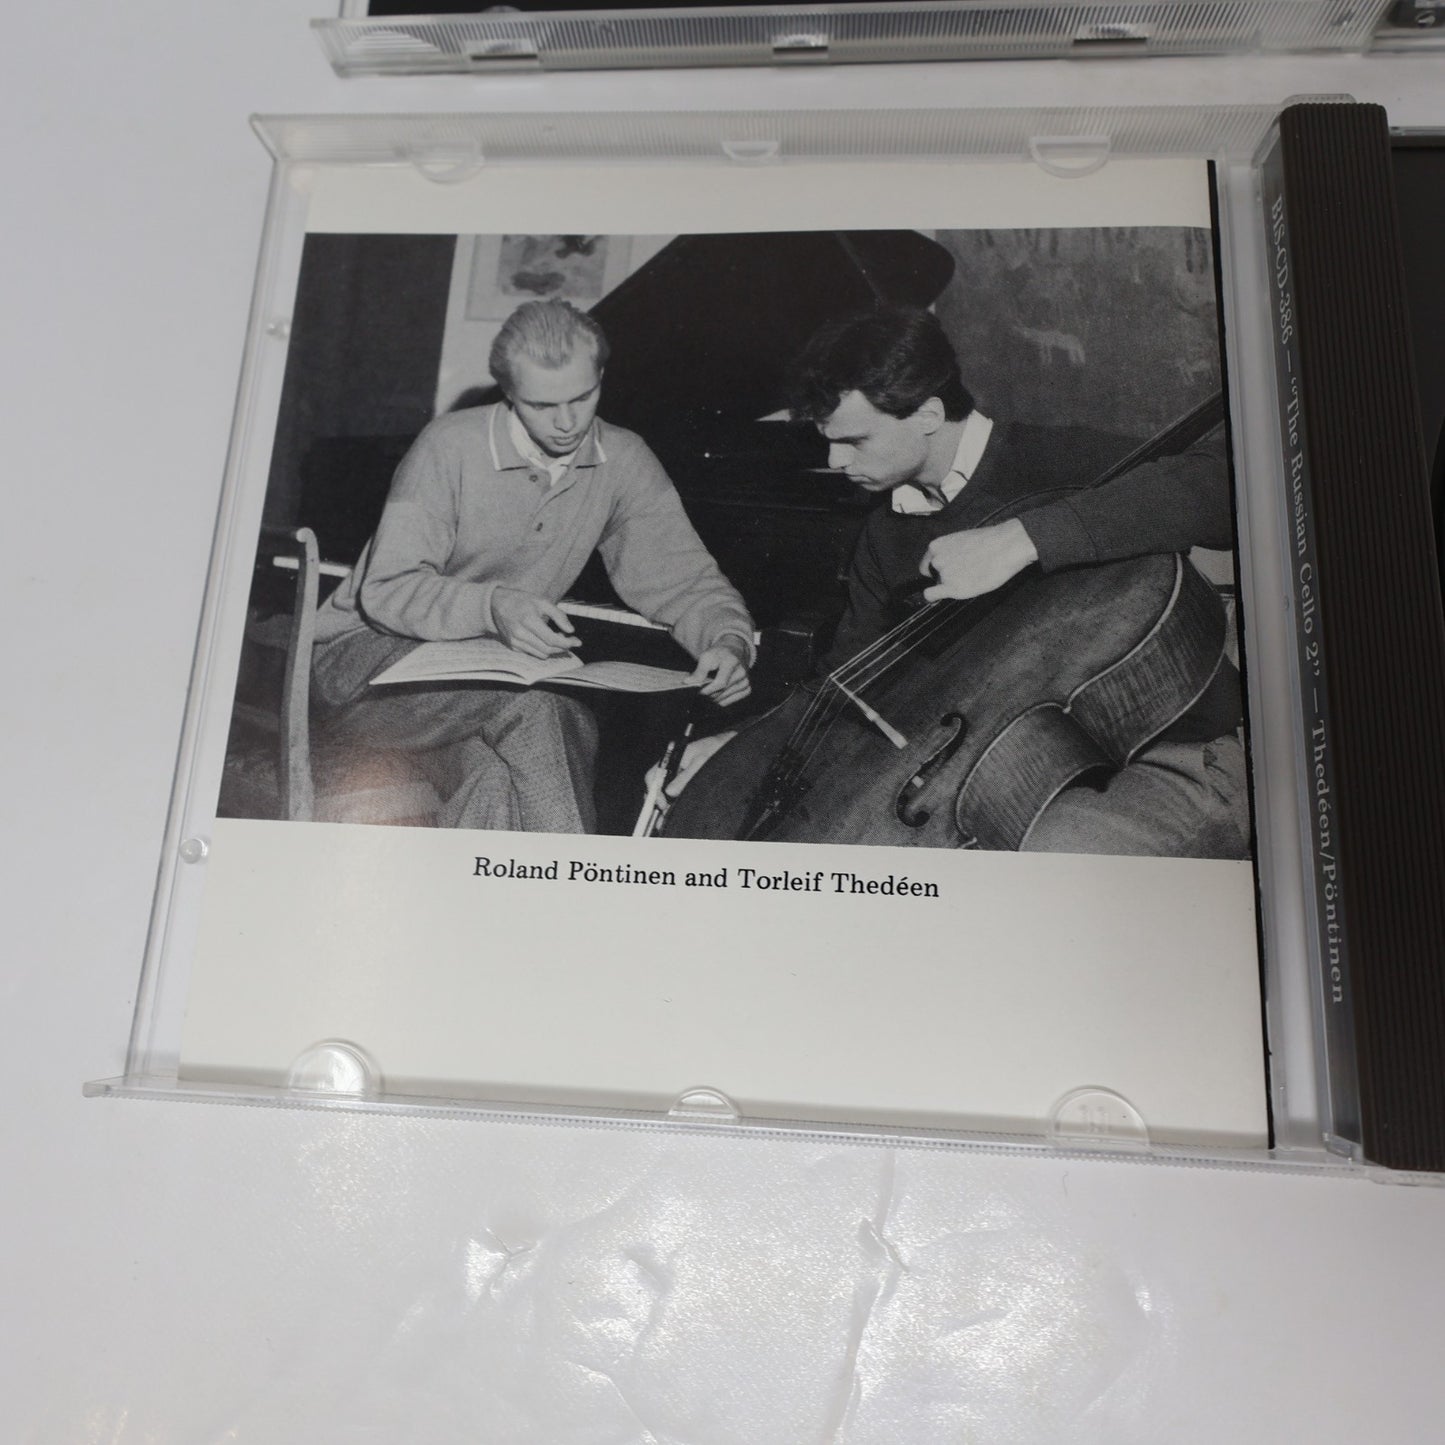 Roland Pöntinen and Torleif Thedéen
BIS-CD-386 — “The Russian Cello 2” — Thedéen/Pöntinen